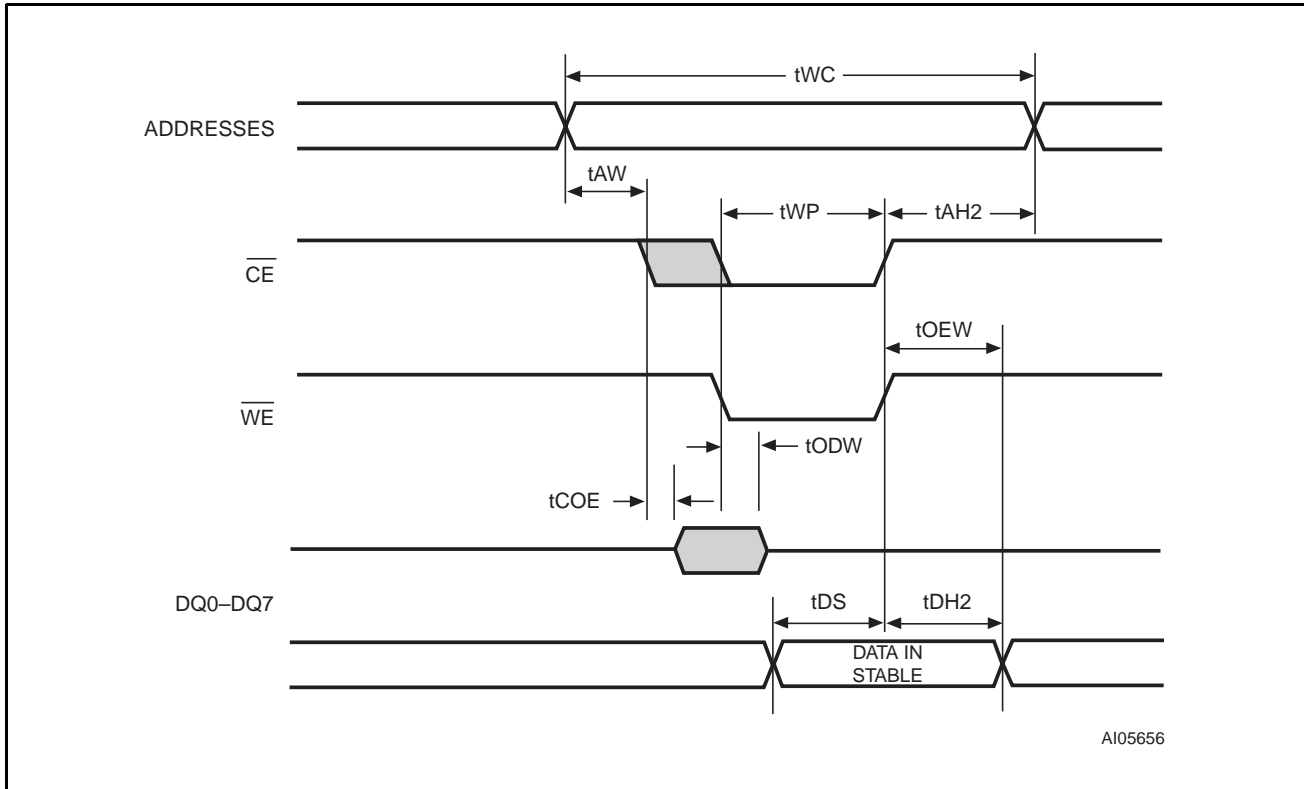 tWC
ADDRESSES
tAW
tWP
tAH2
CE
tOEW
WE
tODW
tCOE
DQ0–DQ7
tDS
tDH2
DATA IN
STABLE
AI05656